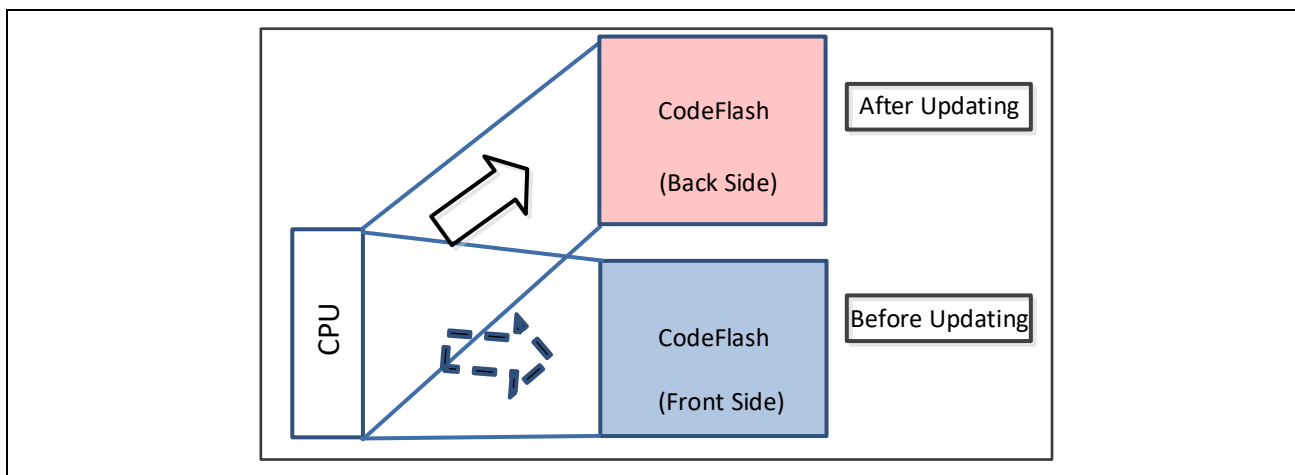 CodeFlash
(Back Side)
After Updating
CPU
CodeFlash
(Front Side)
Before Updating